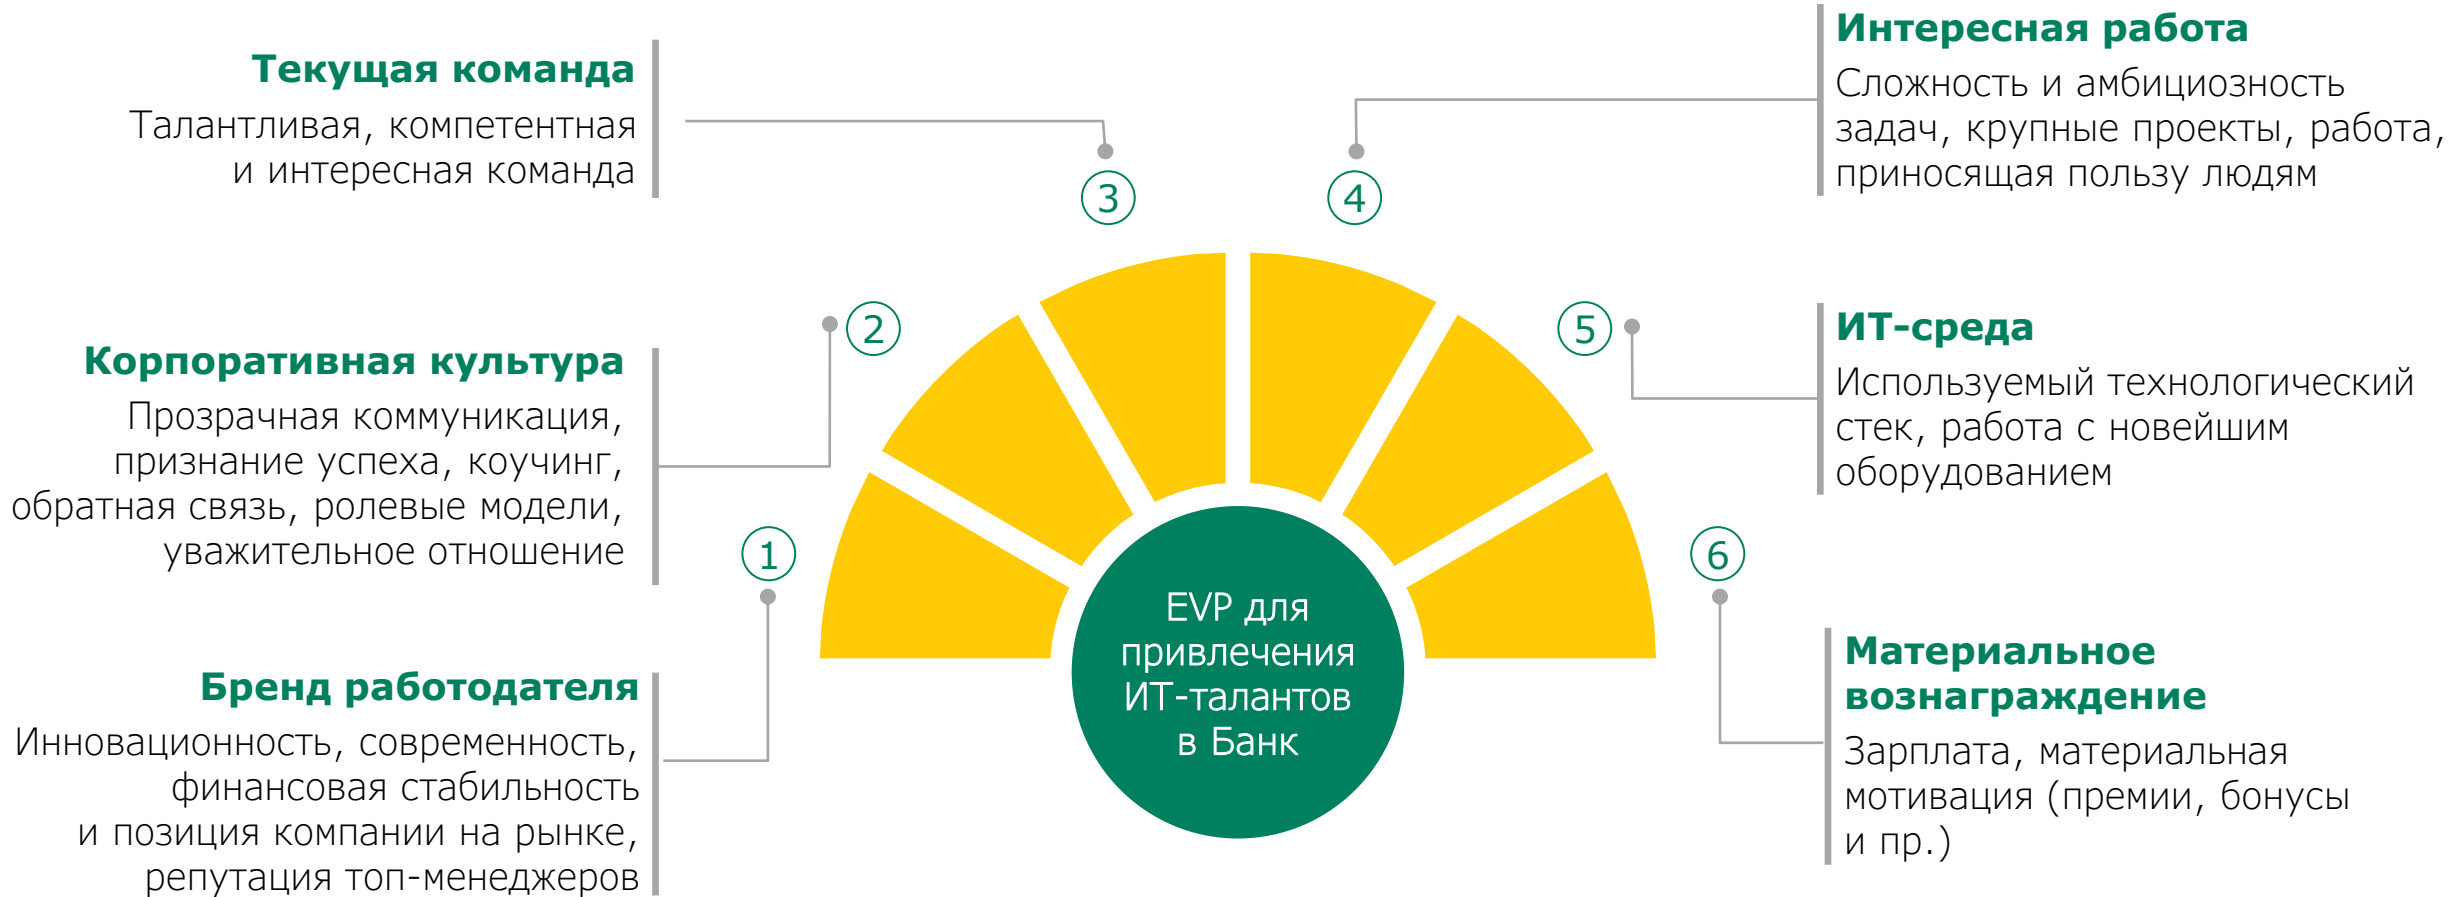 Текущая команда
Талантливая, компетентная
и интересная команда
3
Интересная работа
Сложность и амбициозность
задач, крупные проекты, работа,
приносящая пользу людям
4
Корпоративная культура
Прозрачная коммуникация,
признание успеха, коучинг,
обратная связь, ролевые модели,
уважительное отношение
2
ИТ-среда
Используемый технологический
стек, работа с новейшим
оборудованием
5
Бренд работодателя
Инновационность, современность,
финансовая стабильность
и позиция компании на рынке,
репутация топ-менеджеров
1
EVP для
привлечения
ИТ-талантов
в Банк
6
Материальное
вознаграждение
Зарплата, материальная
мотивация (премии, бонусы
и пр.)